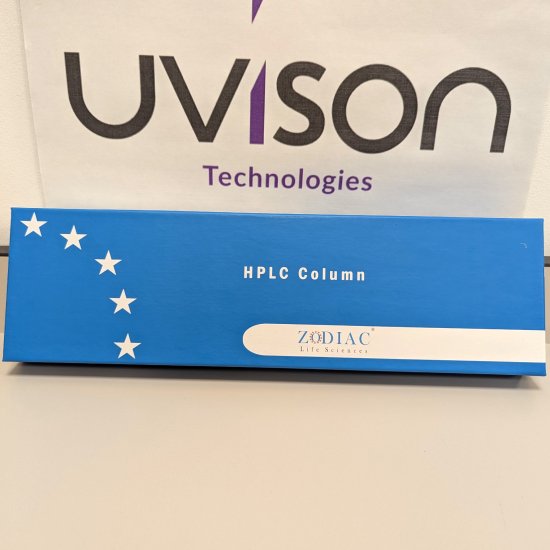 UVISON
Technologies
HPLC Column
ZODIAC®
Life Sciences